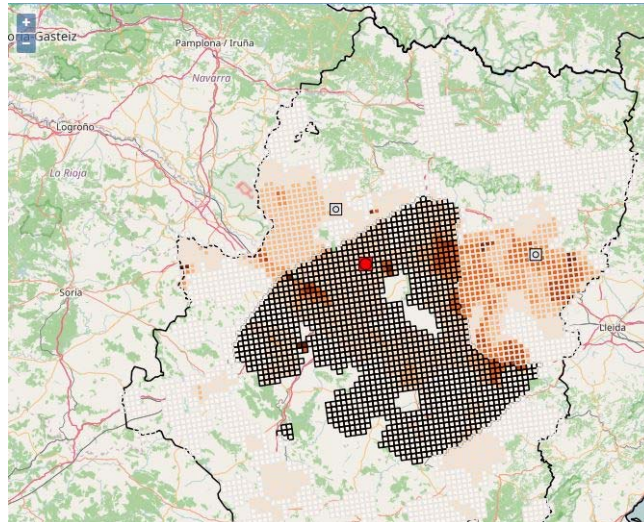 +
−
Pamplona / Iruña
oria-Gasteiz
Navarra
Logroño
La Rioja
Soria
Lleida